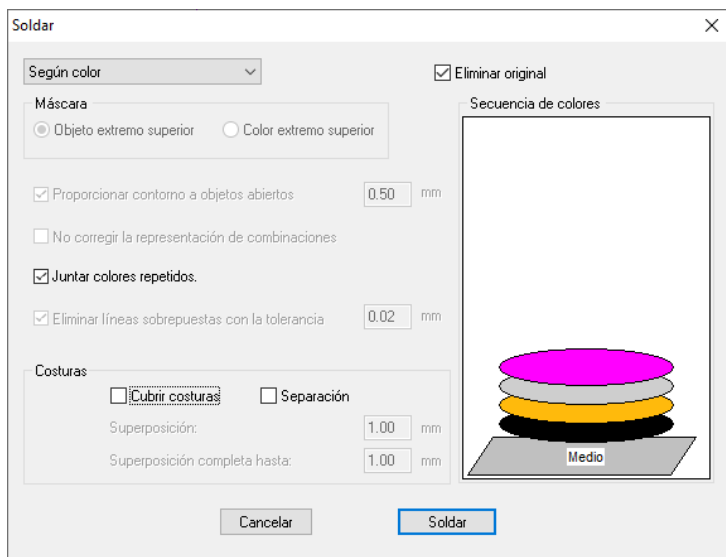 Soldar
Según color
Eliminar original
Máscara
Objeto extremo superior
Color extremo superior
Secuencia de colores
Proporcionar contorno a objetos abiertos 0.50 mm
No corregir la representación de combinaciones
Juntar colores repetidos.
Eliminar líneas sobrepuestas con la tolerancia 0.02 mm
Costuras
Cubrir costuras
Separación
Superposición: 1.00 mm
Superposición completa hasta: 1.00 mm
Medio
Cancelar
Soldar